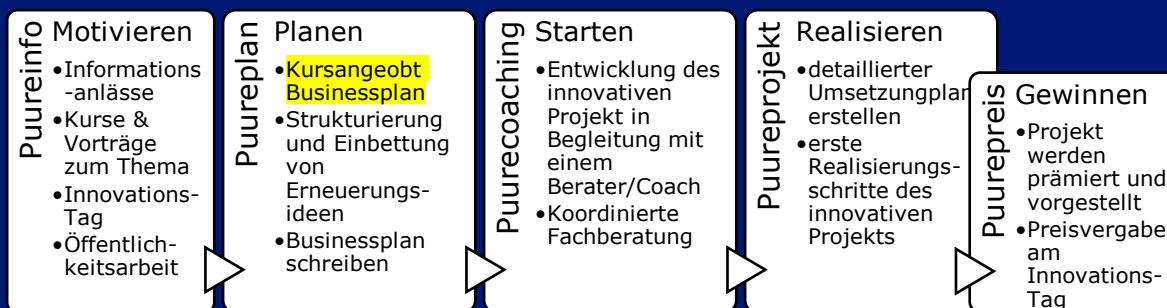 Puureinfo
Motivieren
•Informations
-anlässe
•Kurse &
Vorträge
zum Thema
•Innovations-
Tag
•Öffentlich-
keitsarbeit
Puureplan
Planen
•Kursangeobt
Businessplan
•Strukturierung
und Einbettung
von
Erneuerungs-
ideen
•Businessplan
schreiben
Puurecoaching
Starten
•Entwicklung des
innovativen
Projekt in
Begleitung mit
einem
Berater/Coach
•Koordinierte
Fachberatung
Puureprojekt
Realisieren
•detaillierter
Umsetzungplan
erstellen
•erste
Realisierungs-
schritte des
innovativen
Projekts
Puurepreis
Gewinnen
•Projekt
werden
prämiert und
vorgestellt
•Preisvergabe
am
Innovations-
Tag